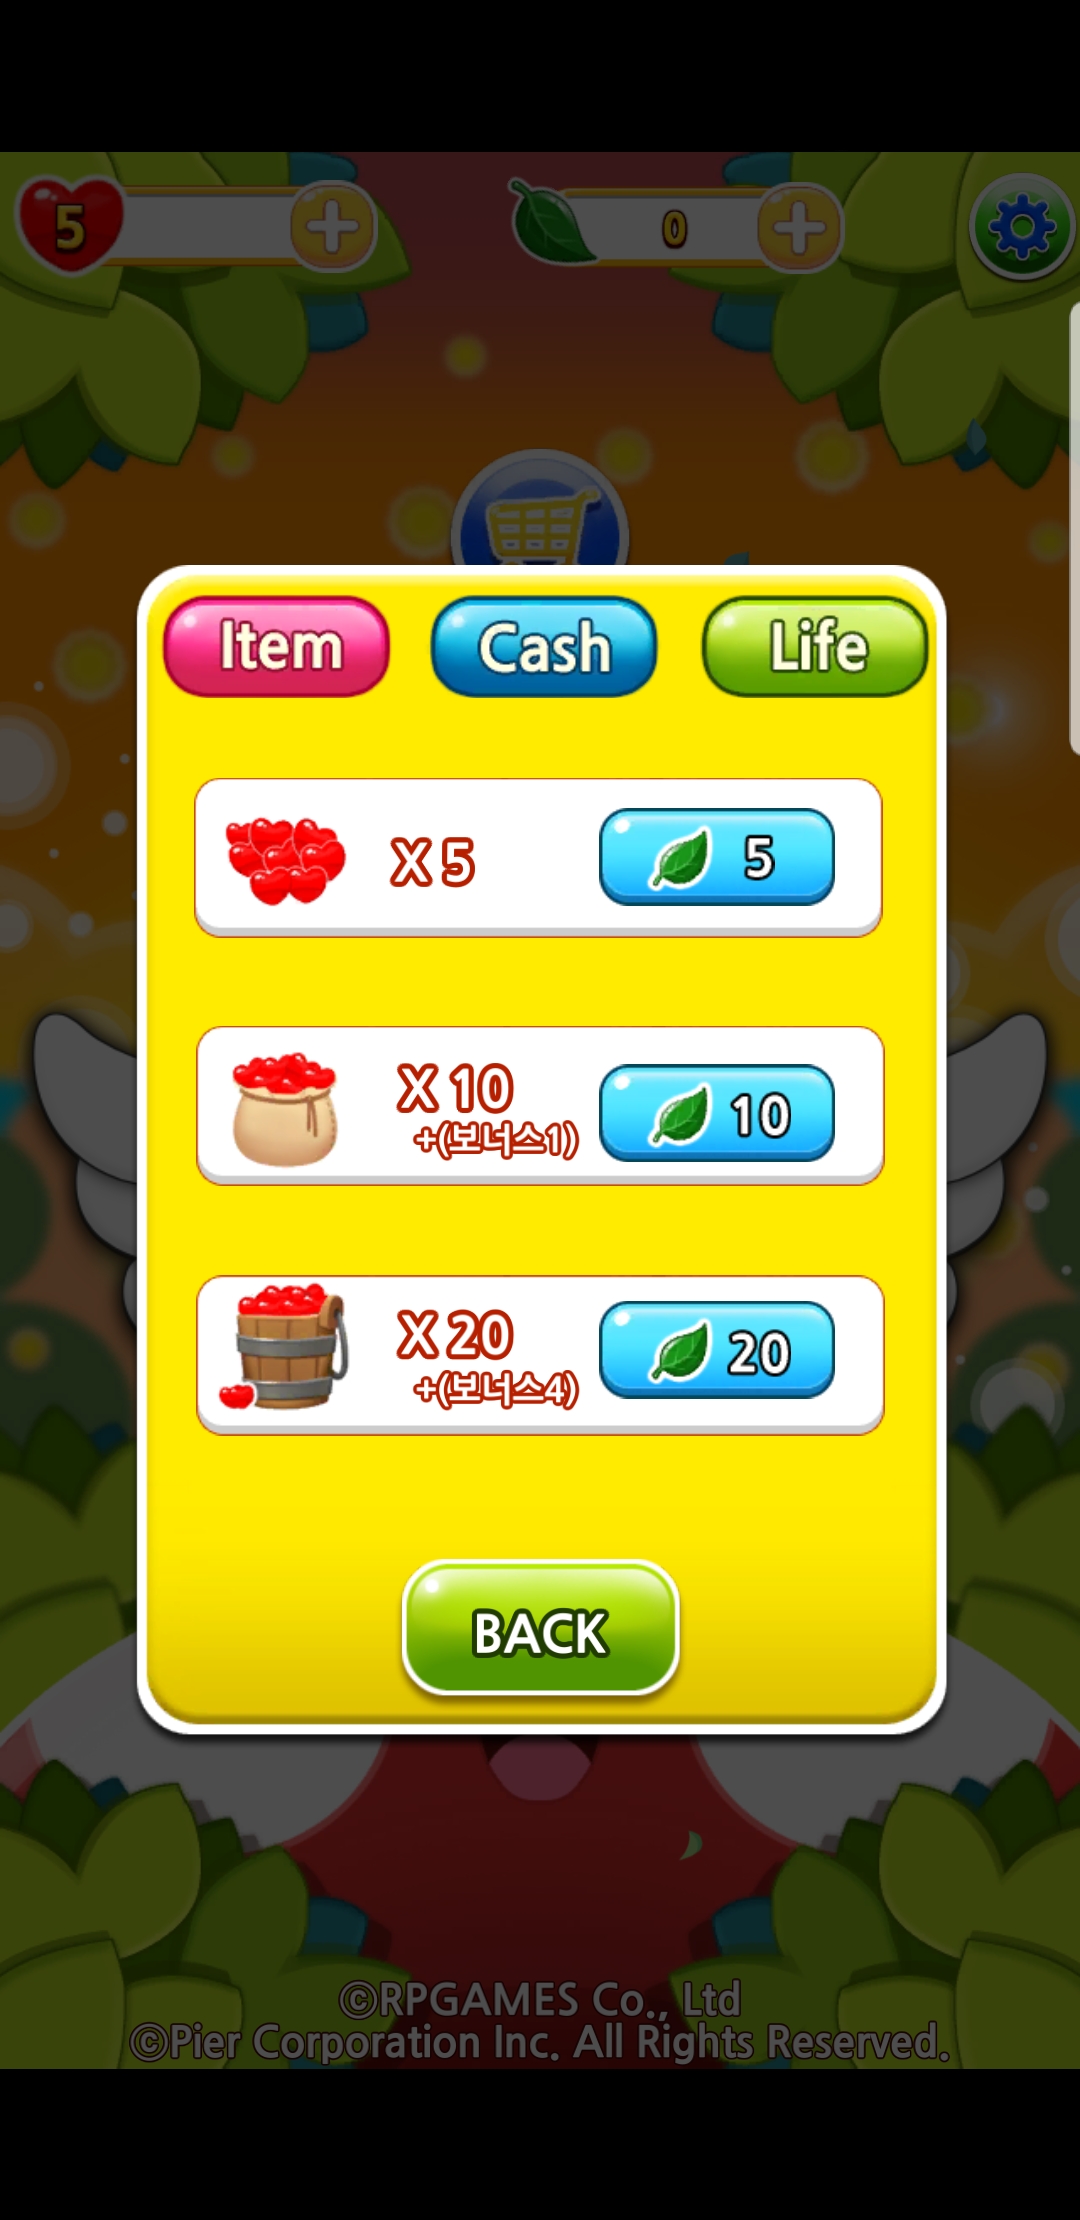 5
0
Item
Cash
Life
X 5
5
X 10
+(보너스1)
10
X 20
+(보너스4)
20
BACK
©RPGAMES Co., Ltd
©Pier Corporation Inc. All Rights Reserved.